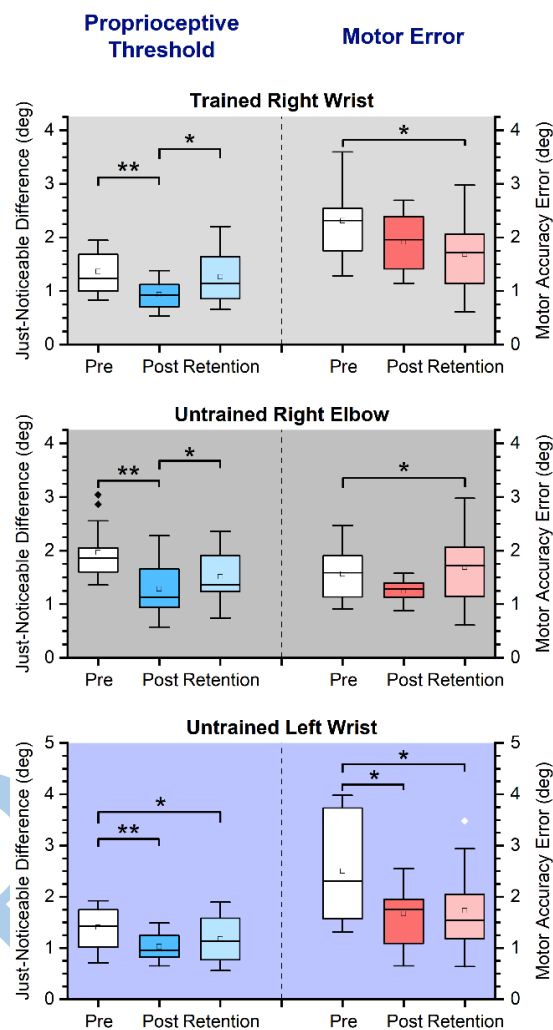 Proprioceptive
Threshold
Motor Error
Trained Right Wrist
Just-Noticeable Difference (deg)
4
3
2
1
0
**
*
*
4
3
2
1
0
Motor Accuracy Error (deg)
Pre Post Retention Pre Post Retention
Untrained Right Elbow
Just-Noticeable Difference (deg)
4
3
2
1
0
**
*
*
4
3
2
1
0
Motor Accuracy Error (deg)
Pre Post Retention Pre Post Retention
Untrained Left Wrist
Just-Noticeable Difference (deg)
5
4
3
2
1
0
*
**
*
*
5
4
3
2
1
0
Motor Accuracy Error (deg)
Pre Post Retention Pre Post Retention